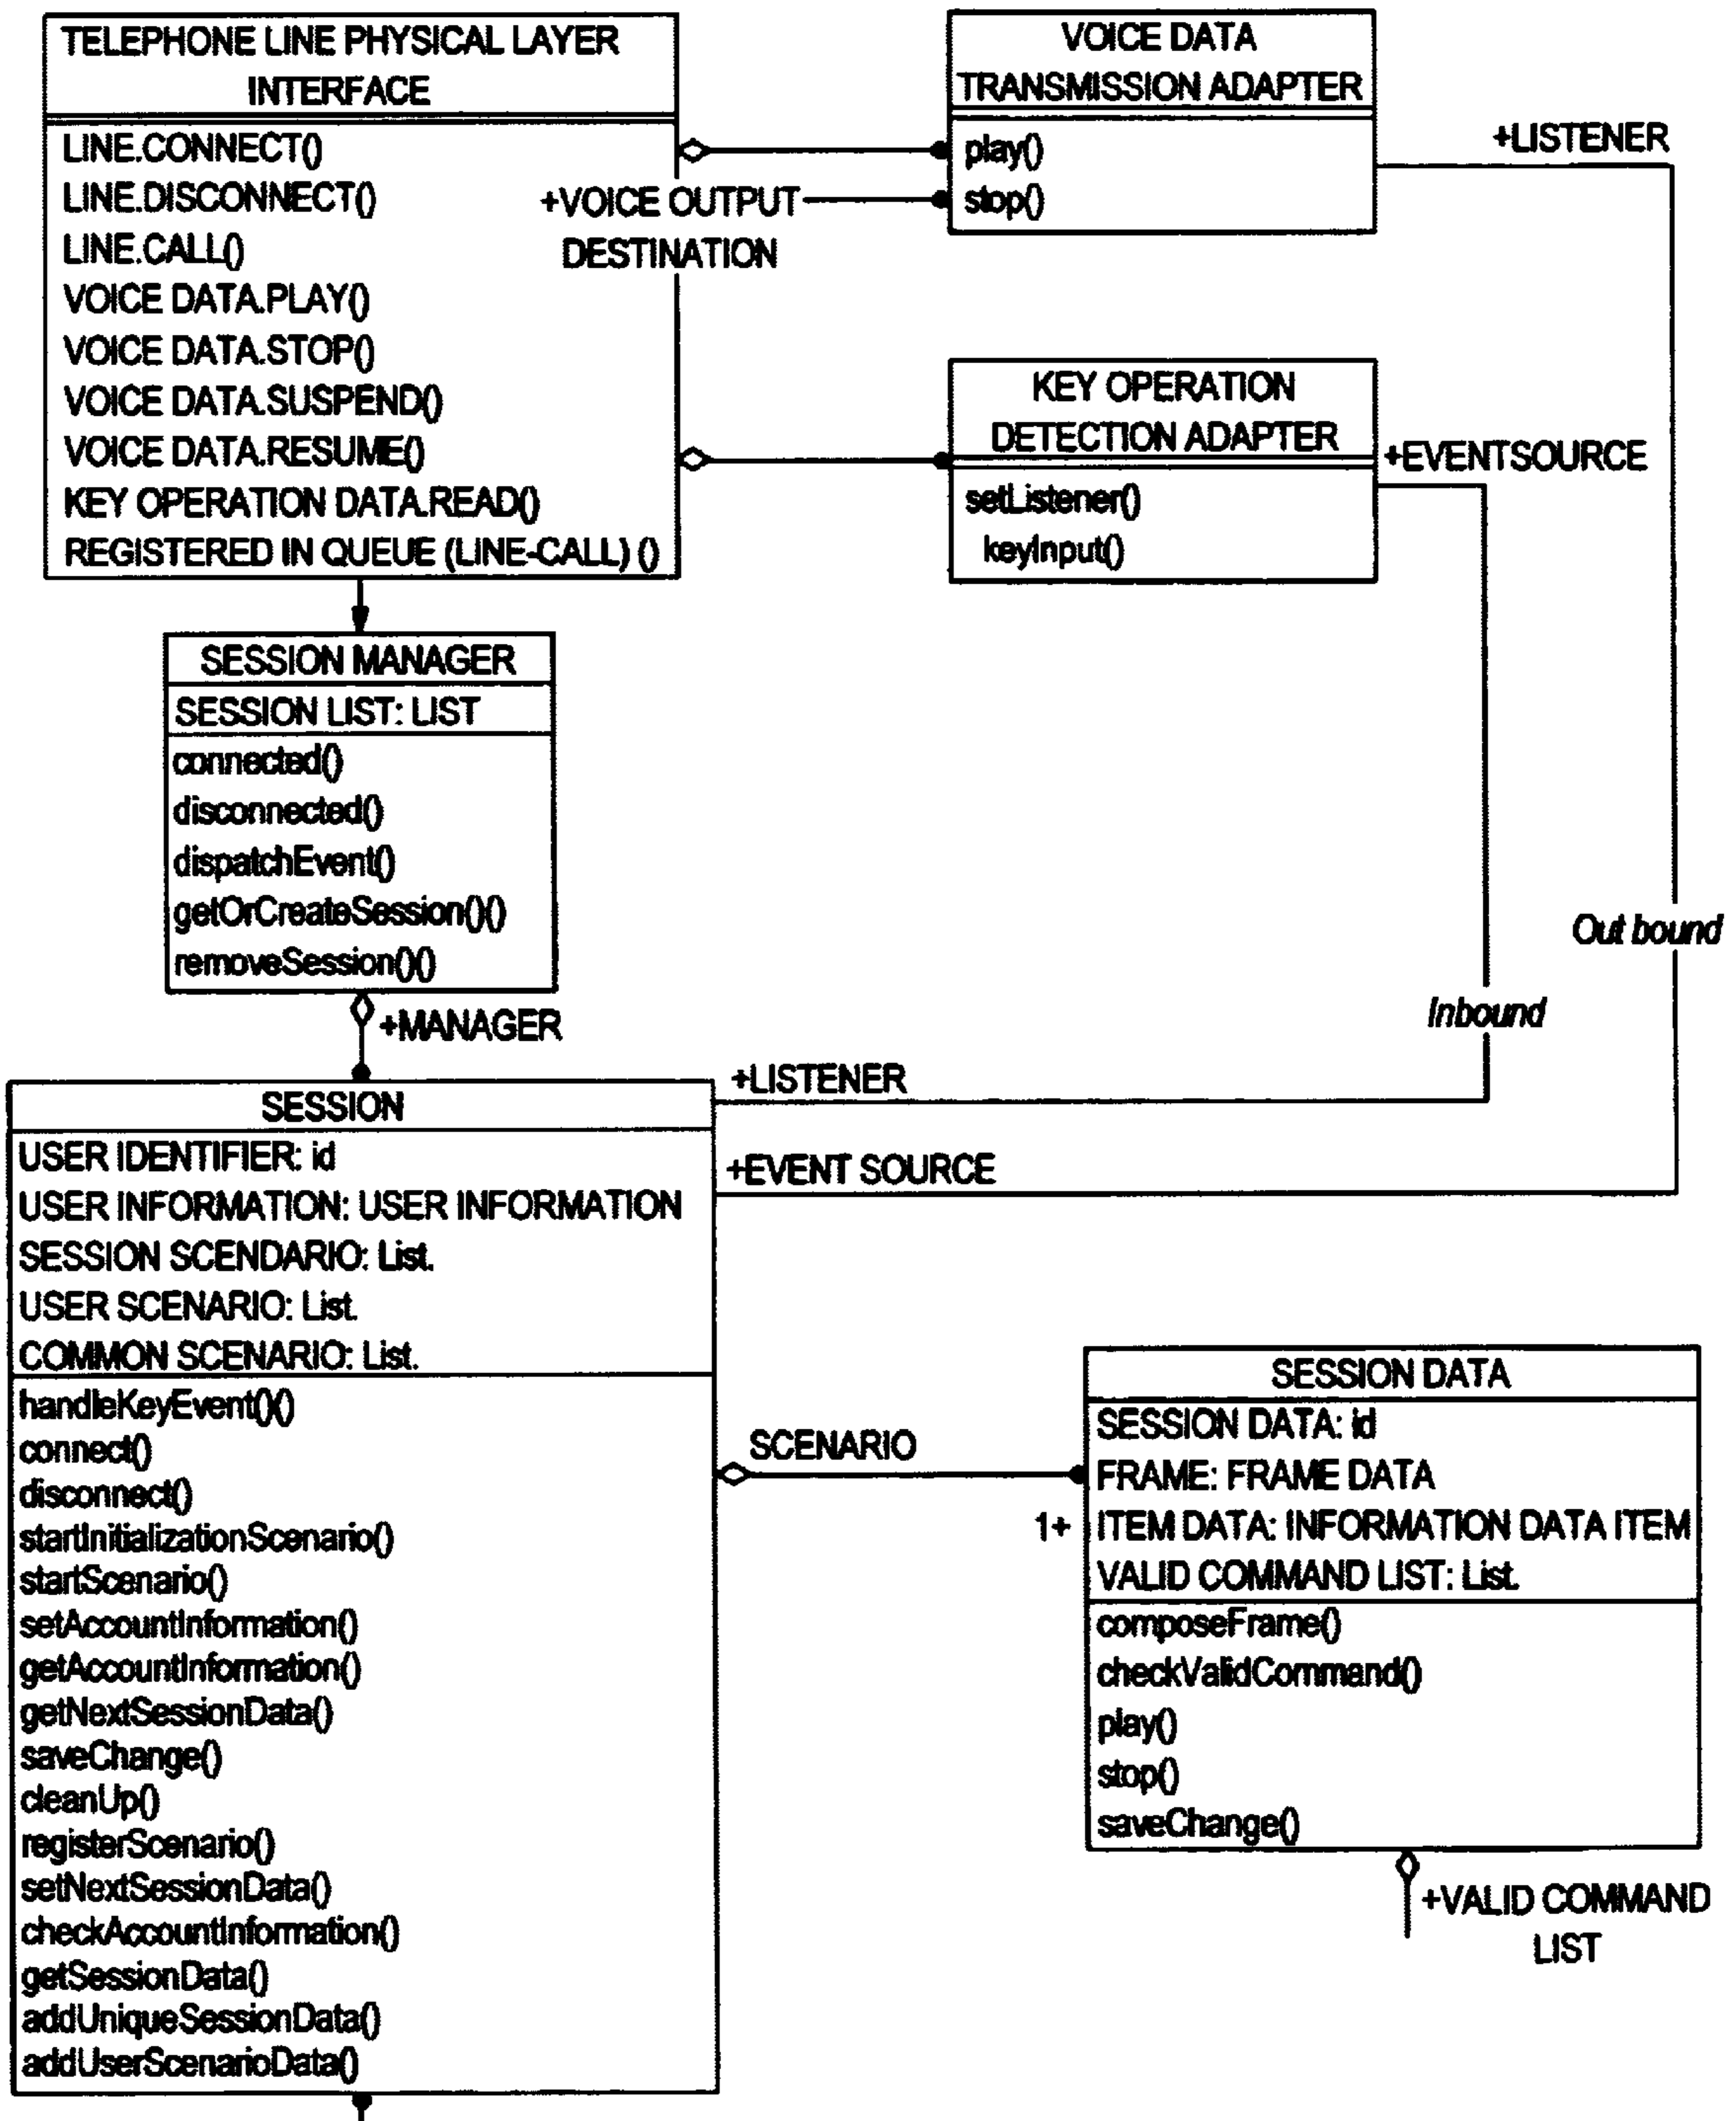 TELEPHONE LINE PHYSICAL LAYER
INTERFACE
LINE.CONNECT()
LINE.DISCONNECT()
LINE.CALL()
VOICE DATA.PLAY()
VOICE DATA.STOP()
VOICE DATA.SUSPEND()
VOICE DATA.RESUME()
KEY OPERATION DATA.READ()
REGISTERED IN QUEUE (LINE-CALL) ()
VOICE DATA
TRANSMISSION ADAPTER
play()
stop()
+LISTENER
+VOICE OUTPUT
DESTINATION
KEY OPERATION
DETECTION ADAPTER
setListener()
keyInput()
+EVENTSOURCE
SESSION MANAGER
SESSION LIST: LIST
connected()
disconnected()
dispatchEvent()
getOrCreateSession()()
removeSession()()
Out bound
Inbound
+MANAGER
+LISTENER
+EVENT SOURCE
SESSION
USER IDENTIFIER: id
USER INFORMATION: USER INFORMATION
SESSION SCENDARIO: List.
USER SCENARIO: List.
COMMON SCENARIO: List.
handleKeyEvent()()
connect()
disconnect()
startInitializationScenario()
startScenario()
setAccountInformation()
getAccountInformation()
getNextSessionData()
saveChange()
cleanUp()
registerScenario()
setNextSessionData()
checkAccountInformation()
getSessionData()
addUniqueSessionData()
addUserScenarioData()
SCENARIO
1+
SESSION DATA
SESSION DATA: id
FRAME: FRAME DATA
ITEM DATA: INFORMATION DATA ITEM
VALID COMMAND LIST: List.
composeFrame()
checkValidCommand()
play()
stop()
saveChange()
+VALID COMMAND
LIST